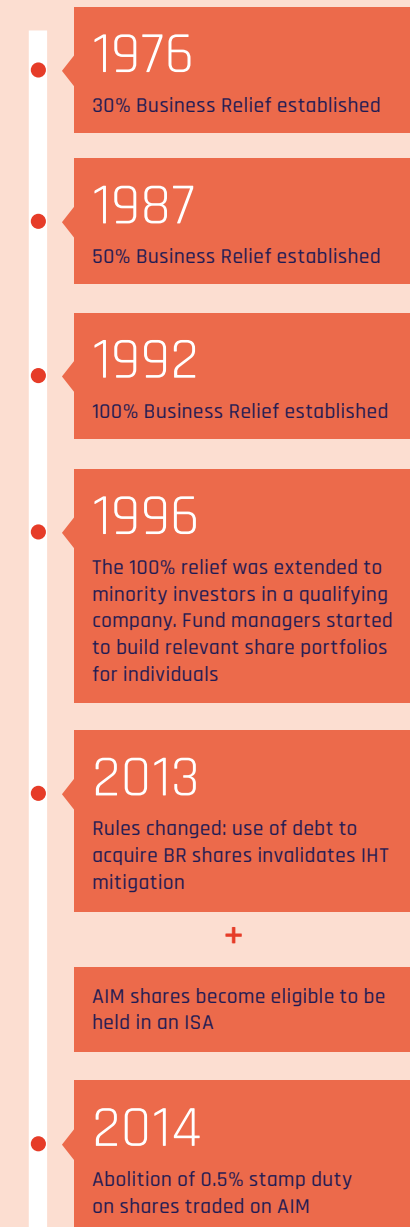 1976
30% Business Relief established
1987
50% Business Relief established
1992
100% Business Relief established
1996
The 100% relief was extended to
minority investors in a qualifying
company. Fund managers started
to build relevant share portfolios
for individuals
2013
Rules changed: use of debt to
acquire BR shares invalidates IHT
mitigation
+
AIM shares become eligible to be
held in an ISA
2014
Abolition of 0.5% stamp duty
on shares traded on AIM